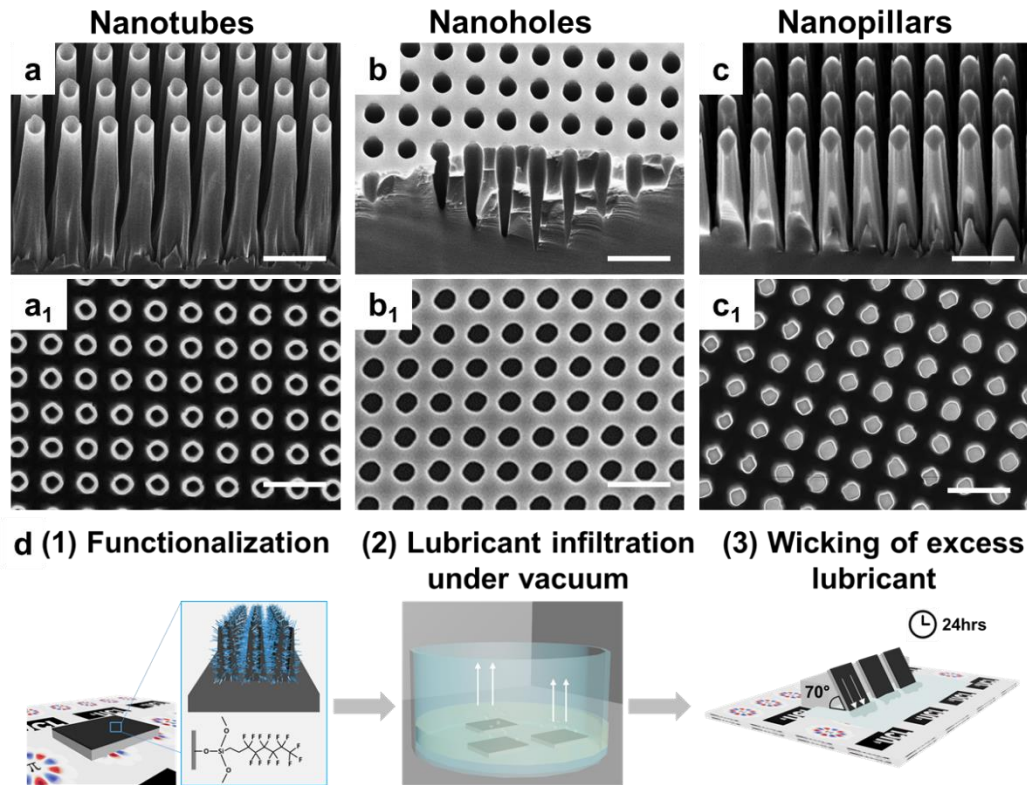 Nanotubes
Nanoholes
Nanopillars
a
b
c
a1
b1
c1
d (1) Functionalization
(2) Lubricant infiltration
under vacuum
(3) Wicking of excess
lubricant
24hrs
70°
π
O
O
Si
O
F F F F F F
F
F
F F F F F F